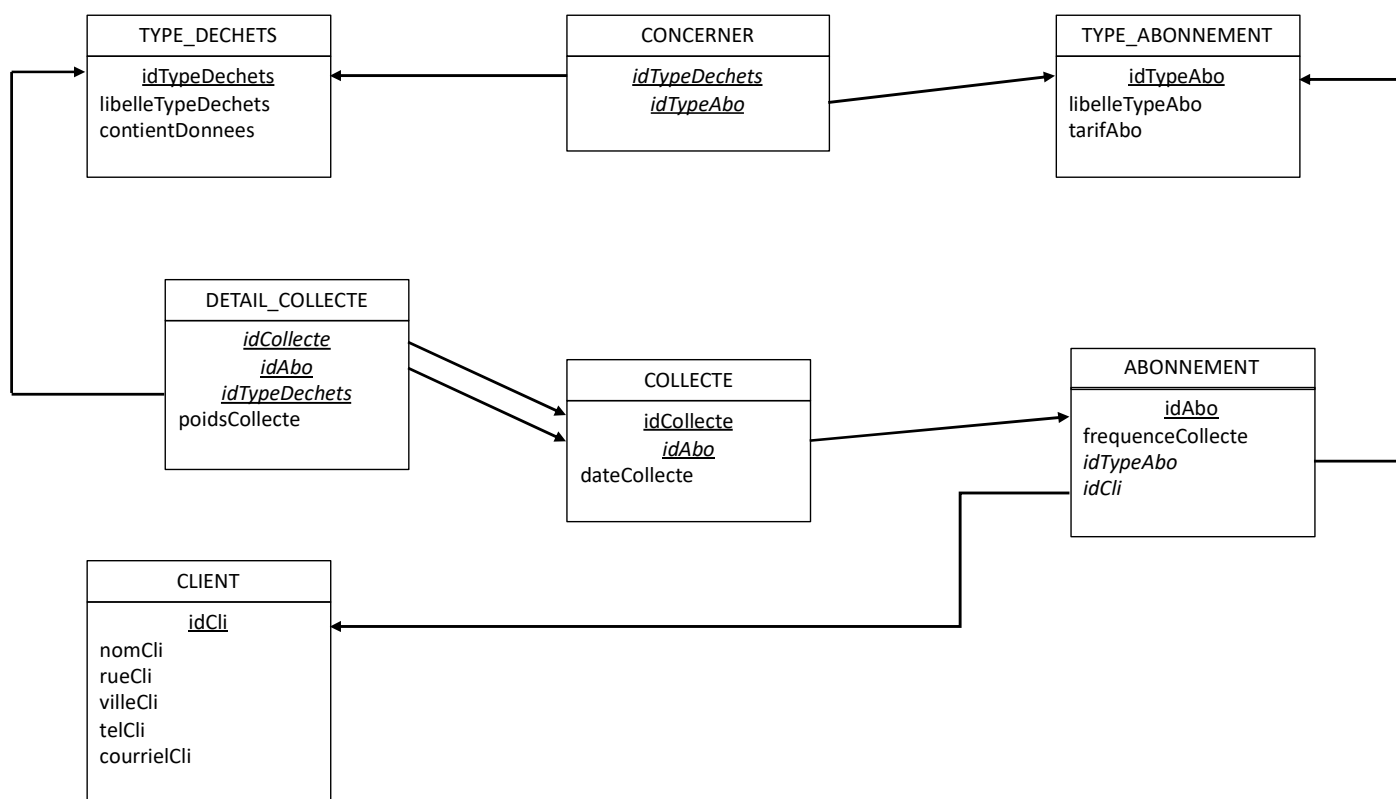 TYPE_DECHETS
idTypeDechets
libelleTypeDechets
contientDonnees
CONCERNER
idTypeDechets
idTypeAbo
TYPE_ABONNEMENT
idTypeAbo
libelleTypeAbo
tarifAbo
DETAIL_COLLECTE
idCollecte
idAbo
idTypeDechets
poidsCollecte
COLLECTE
idCollecte
idAbo
dateCollecte
ABONNEMENT
idAbo
frequenceCollecte
idTypeAbo
idCli
CLIENT
idCli
nomCli
rueCli
villeCli
telCli
courrielCli